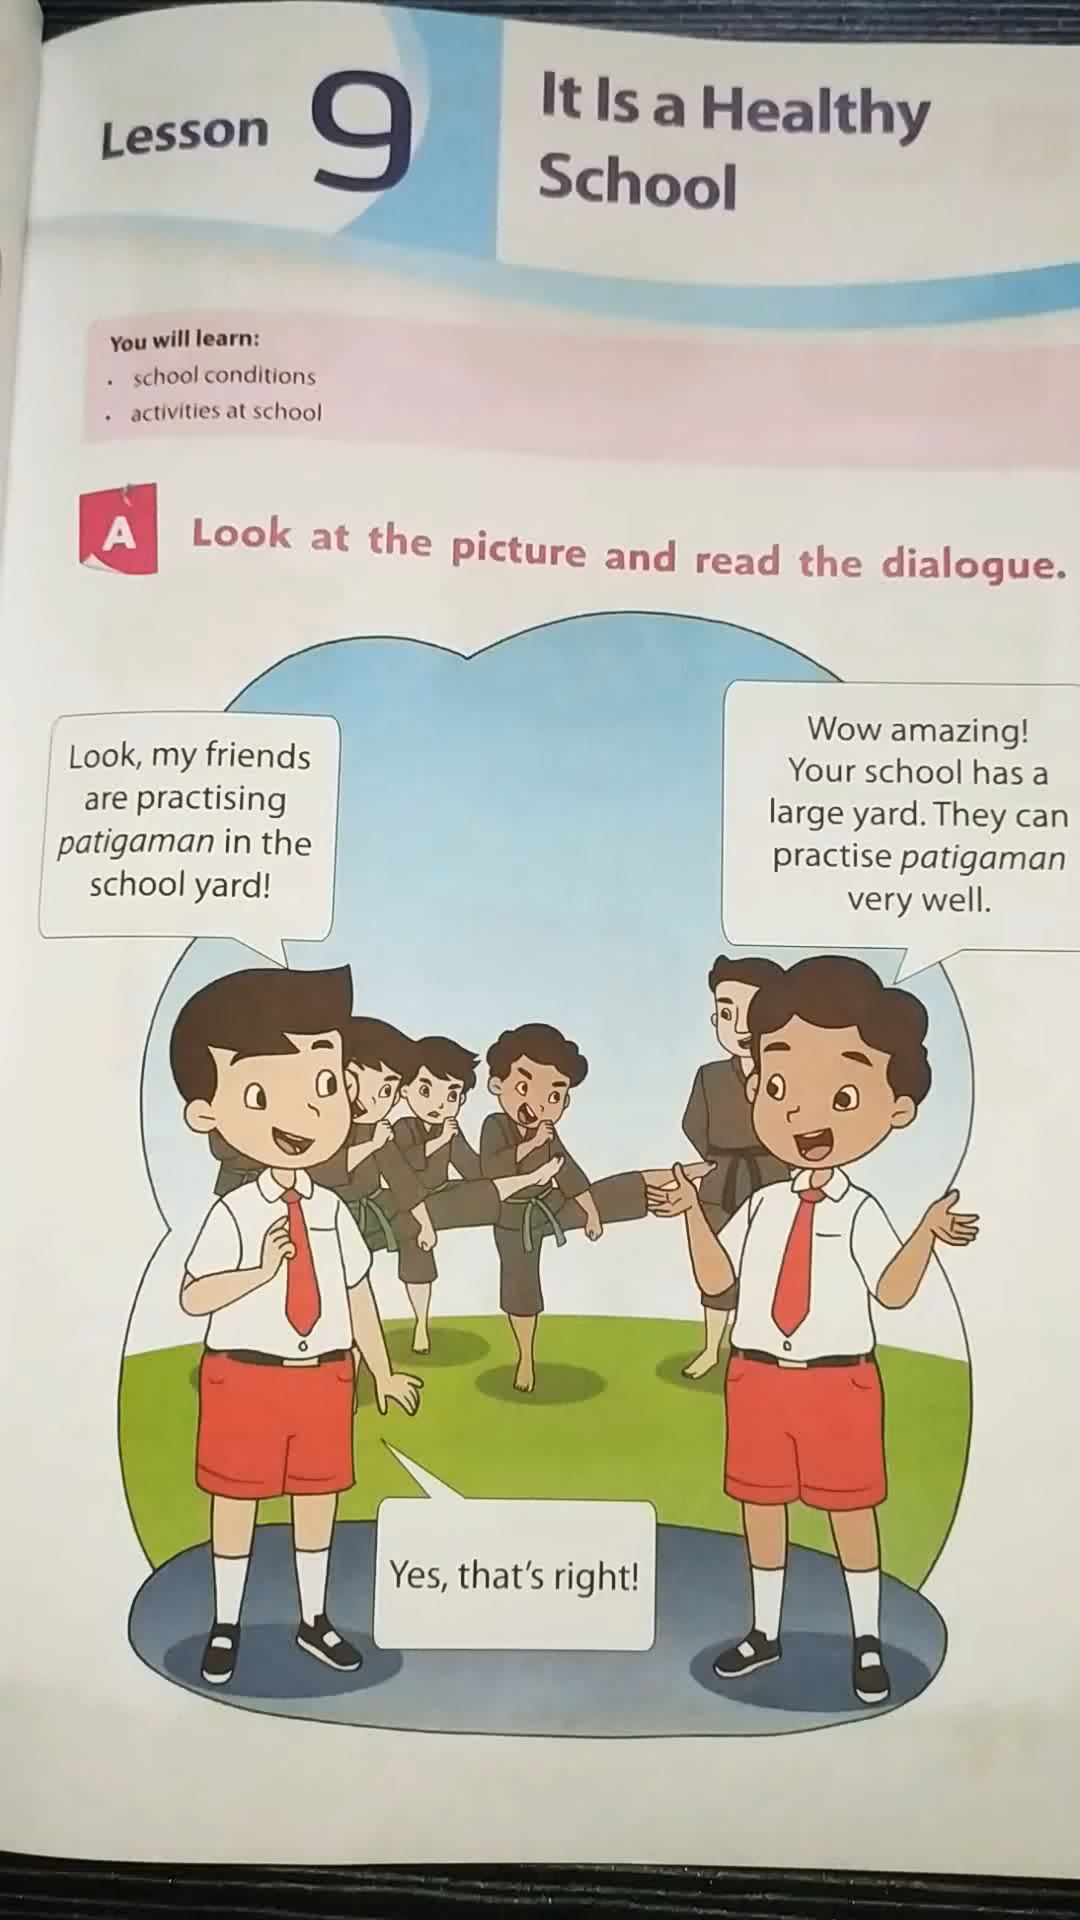 Lesson 9
It Is a Healthy
School
You will learn:
• school conditions
• activities at school
A Look at the picture and read the dialogue.
Look, my friends
are practising
patigaman in the
school yard!
Wow amazing!
Your school has a
large yard. They can
practise patigaman
very well.
Yes, that's right!